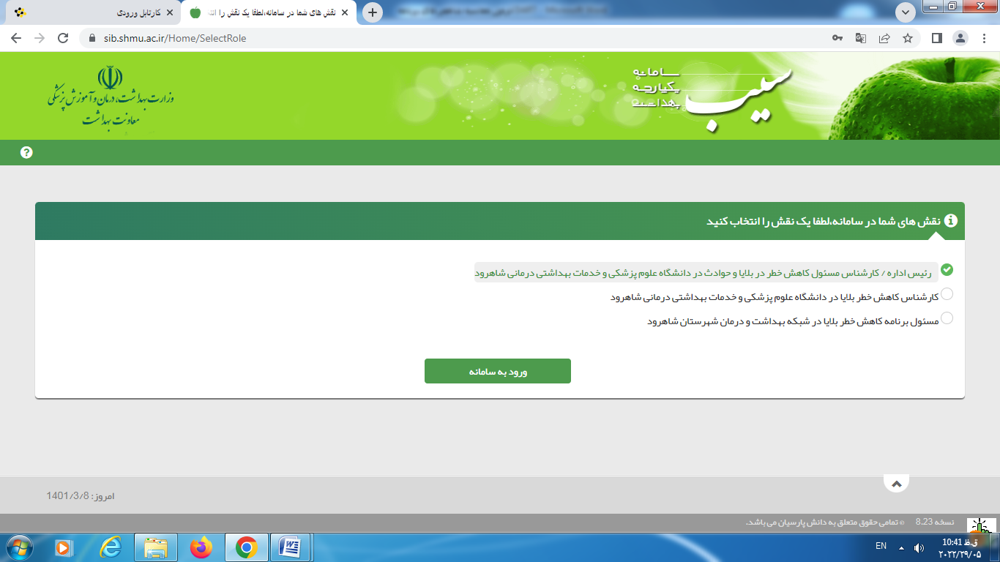 کارتابل ورودی
نقش های شما در سامانه،لطفا یک نقش را انت
sib.shmu.ac.ir/Home/SelectRole
وزارت بهداشت، درمان و آموزش پزشکی
معاونت بهداشت
سامانه
یکپارچه
بهداشت
سیب
نقش های شما در سامانه،لطفا یک نقش را انتخاب کنید
رئیس اداره / کارشناس مسئول کاهش خطر در بلایا و حوادث در دانشگاه علوم پزشکی و خدمات بهداشتی درمانی شاهرود
کارشناس کاهش خطر بلایا در دانشگاه علوم پزشکی و خدمات بهداشتی درمانی شاهرود
مسئول برنامه کاهش خطر بلایا در شبکه بهداشت و درمان شهرستان شاهرود
ورود به سامانه
امروز: 1401/3/8
نسخه 8.23 © تمامی حقوق متعلق به دانش پارسیان می باشد.
EN
10:41 ق.ظ
۲۰۲۲/۲۹/۰۵